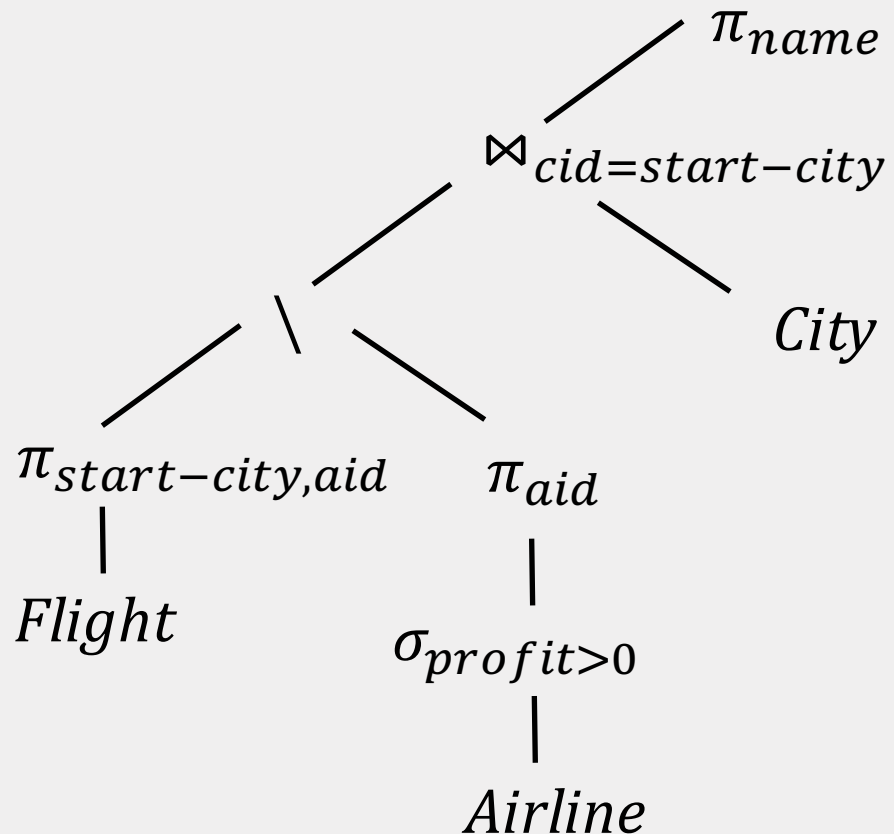 π_name
⋈_cid=start−city
\
City
π_start−city,aid
π_aid
Flight
σ_profit>0
Airline